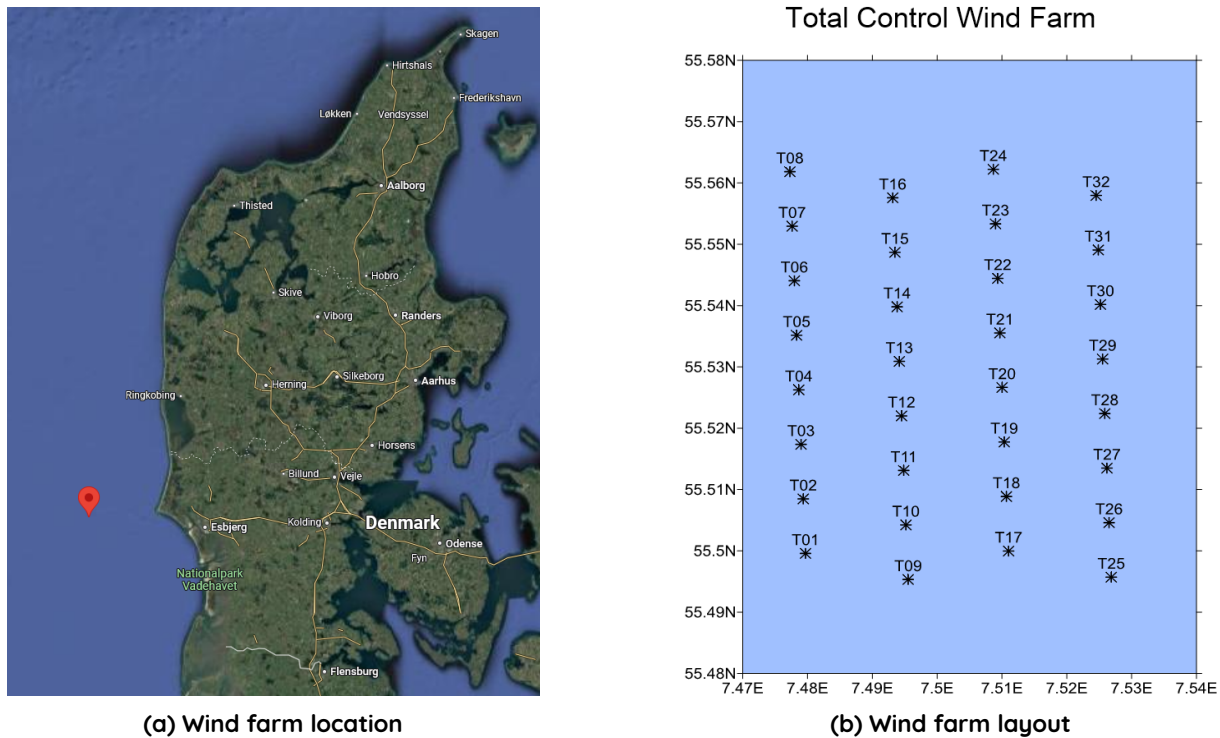 Skagen
Hirtshals
Frederikshavn
Løkken
Vendsyssel
Aalborg
Thisted
Hobro
Skive
Viborg
Randers
Silkeborg
Herning
Aarhus
Ringkobing
Horsens
Billund
Vejle
Esbjerg
Kolding
Denmark
Odense
Fyn
Nationalpark
Vadehavet
Flensburg
(a) Wind farm location
Total Control Wind Farm
55.58N
55.57N
55.56N
55.55N
55.54N
55.53N
55.52N
55.51N
55.5N
55.49N
55.48N
T08
T24
T16
T32
T07
T23
T15
T31
T06
T22
T14
T30
T05
T21
T13
T29
T04
T20
T12
T28
T03
T19
T11
T27
T02
T18
T10
T26
T01
T17
T09
T25
7.47E 7.48E 7.49E 7.5E 7.51E 7.52E 7.53E 7.54E
(b) Wind farm layout